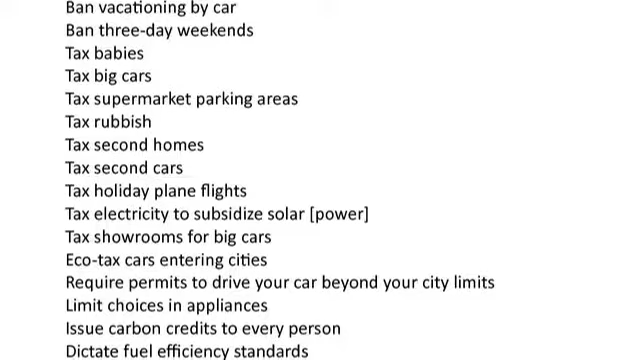 Ban vacationing by car
Ban three-day weekends
Tax babies
Tax big cars
Tax supermarket parking areas
Tax rubbish
Tax second homes
Tax second cars
Tax holiday plane flights
Tax electricity to subsidize solar [power]
Tax showrooms for big cars
Eco-tax cars entering cities
Require permits to drive your car beyond your city limits
Limit choices in appliances
Issue carbon credits to every person
Dictate fuel efficiency standards